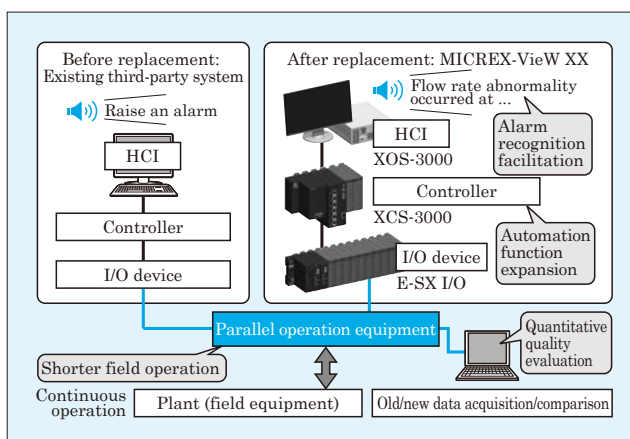 Before replacement:
Existing third-party system
Raise an alarm
HCI
Controller
I/O device
After replacement: MICREX-VieW XX
Flow rate abnormality
occurred at ...
HCI
XOS-3000
Alarm
recognition
facilitation
Controller
XCS-3000
Automation
function
expansion
I/O device
E-SX I/O
Parallel operation equipment
Quantitative
quality
evaluation
Shorter field operation
Continuous
operation
Plant (field equipment)
Old/new data acquisition/comparison